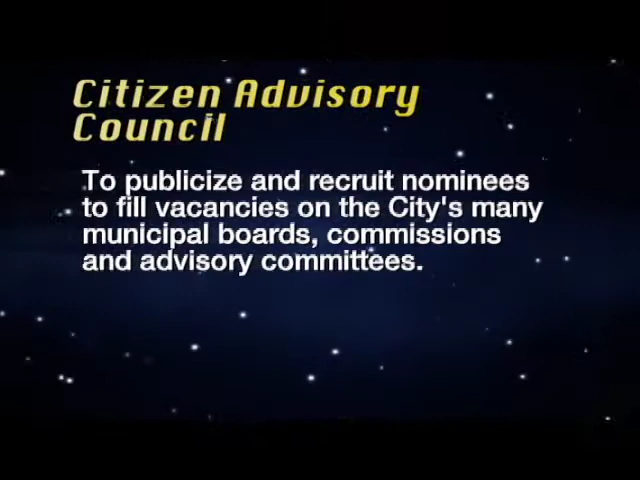 Citizen Advisory
Council
To publicize and recruit nominees
to fill vacancies on the City's many
municipal boards, commissions
and advisory committees.